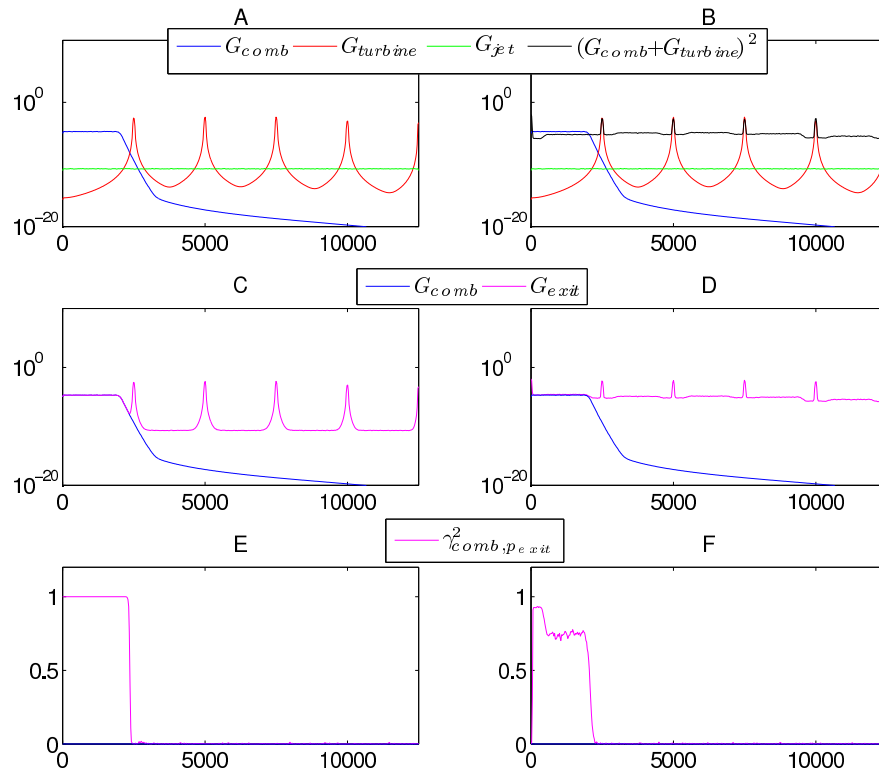 A B
G_comb G_turbine G_jet (G_comb+G_turbine)^2
10^0 10^0
10^-20 10^-20
0 5000 10000 0 5000 10000
C D
G_comb G_exit
10^0 10^0
10^-20 10^-20
0 5000 10000 0 5000 10000
E F
γ^2_comb,p_exit
1 1
0.5 0.5
0 0
0 5000 10000 0 5000 10000